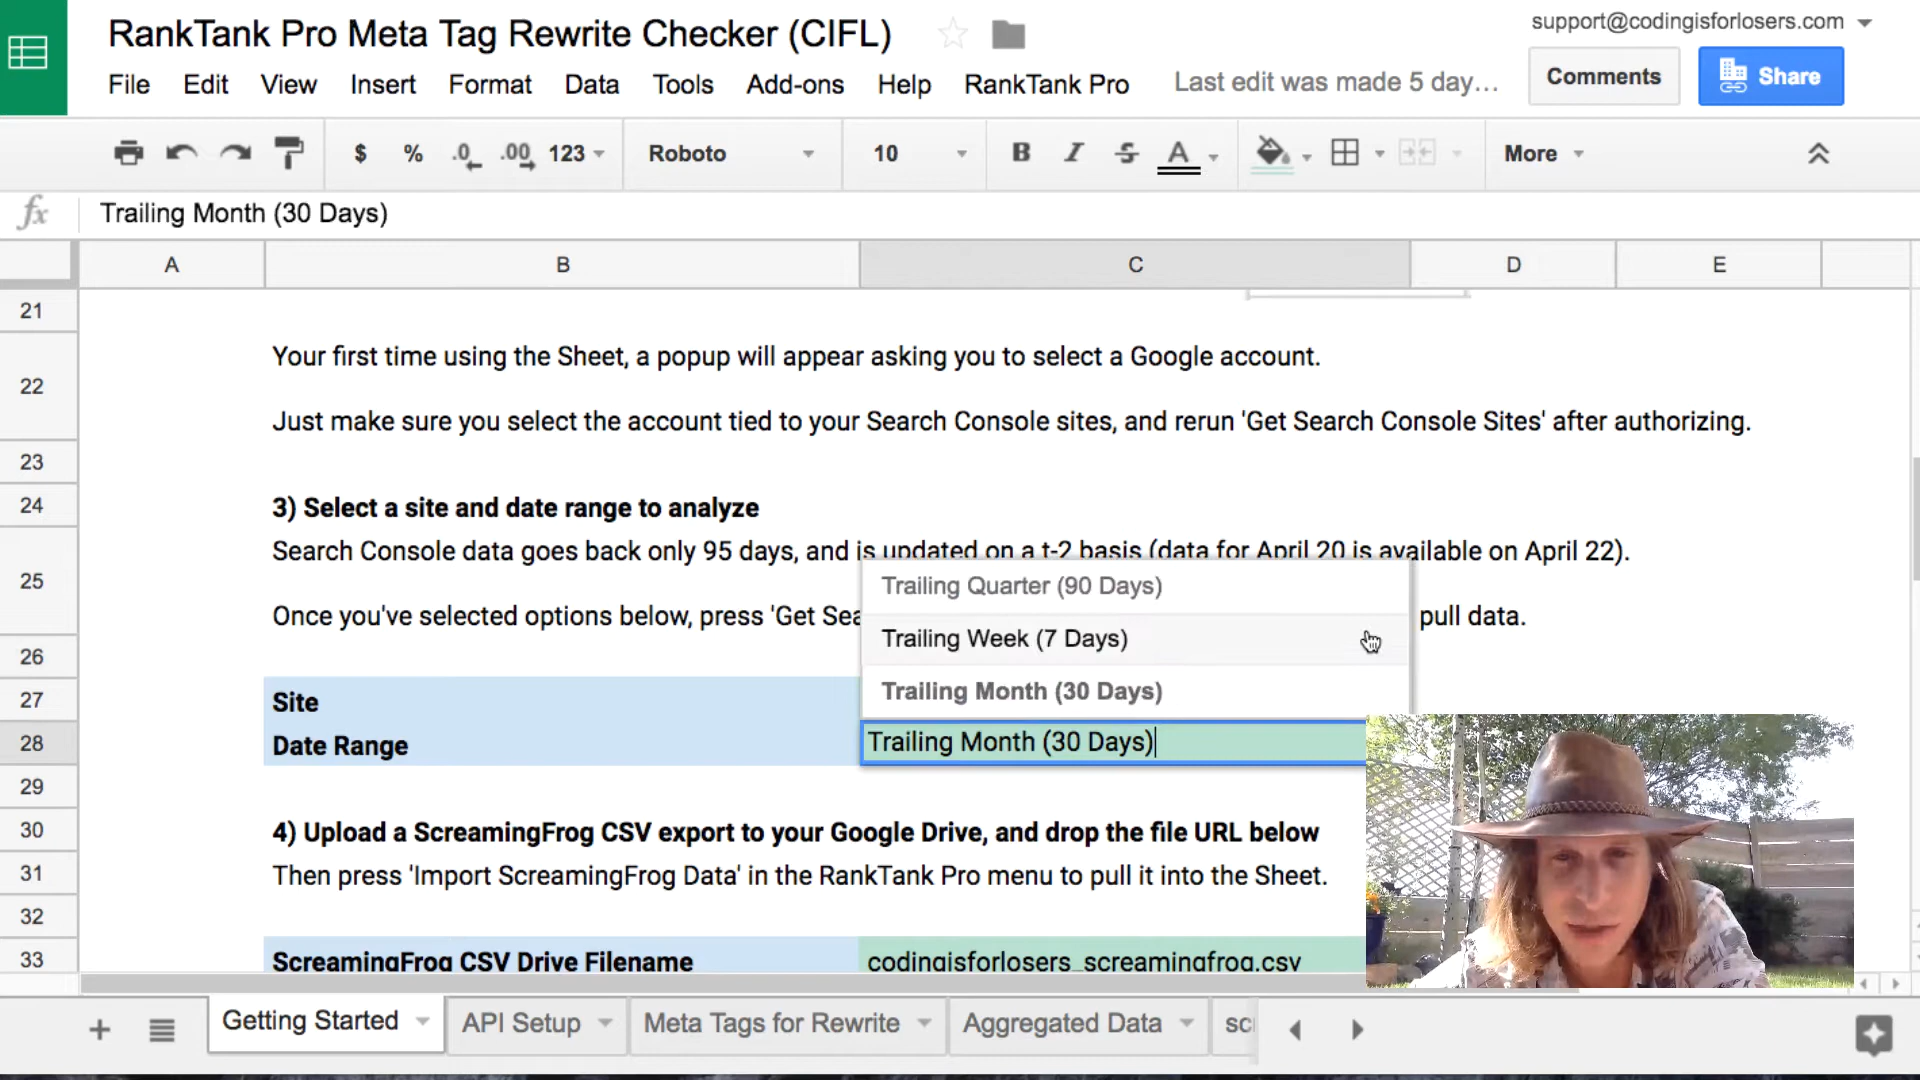 RankTank Pro Meta Tag Rewrite Checker (CIFL)
support@codingisforlosers.com
File Edit View Insert Format Data Tools Add-ons Help RankTank Pro Last edit was made 5 day...
Comments
Share
$ % .0 .00 123 Roboto 10 B I S A More
fx Trailing Month (30 Days)
A B C D E
21
22 Your first time using the Sheet, a popup will appear asking you to select a Google account.
Just make sure you select the account tied to your Search Console sites, and rerun 'Get Search Console Sites' after authorizing.
23
24 3) Select a site and date range to analyze
25 Search Console data goes back only 95 days, and is updated on a t-2 basis (data for April 20 is available on April 22).
Trailing Quarter (90 Days)
Once you've selected options below, press 'Get Sea pull data.
Trailing Week (7 Days)
26
Trailing Month (30 Days)
27 Site
28 Date Range Trailing Month (30 Days)
29
30 4) Upload a ScreamingFrog CSV export to your Google Drive, and drop the file URL below
31 Then press 'Import ScreamingFrog Data' in the RankTank Pro menu to pull it into the Sheet.
32
33 ScreamingFrog CSV Drive Filename codingisforlosers_screamingfrog.csv
+ Getting Started API Setup Meta Tags for Rewrite Aggregated Data scr